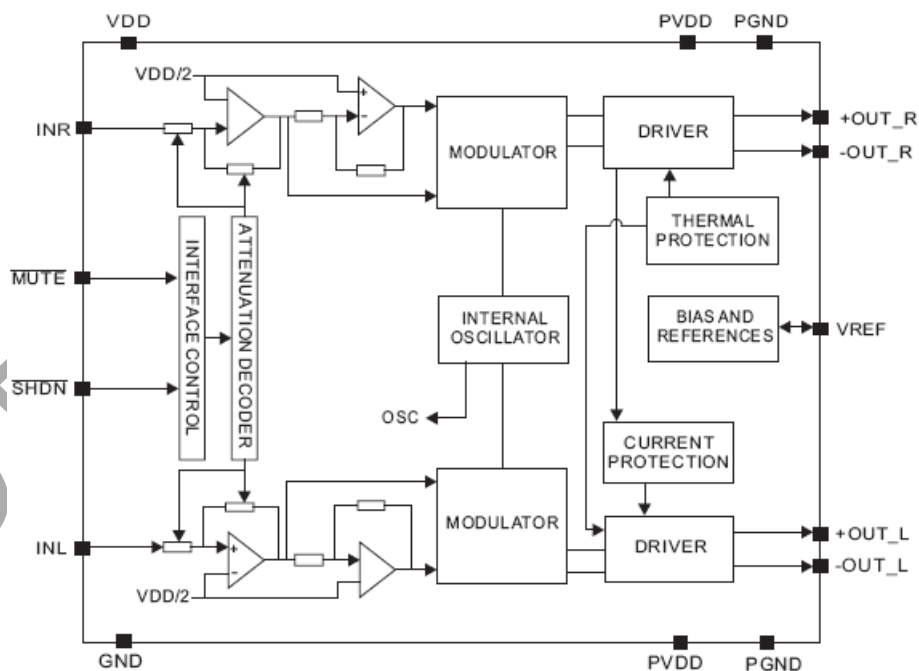 VDD
PVDD
PGND
VDD/2
+
-
INR
MODULATOR
DRIVER
+OUT_R
-OUT_R
THERMAL
PROTECTION
MUTE
INTERFACE CONTROL
ATTENUATION DECODER
INTERNAL
OSCILLATOR
BIAS AND
REFERENCES
VREF
SHDN
OSC
CURRENT
PROTECTION
MODULATOR
INL
+
-
DRIVER
+OUT_L
-OUT_L
VDD/2
GND
PVDD
PGND